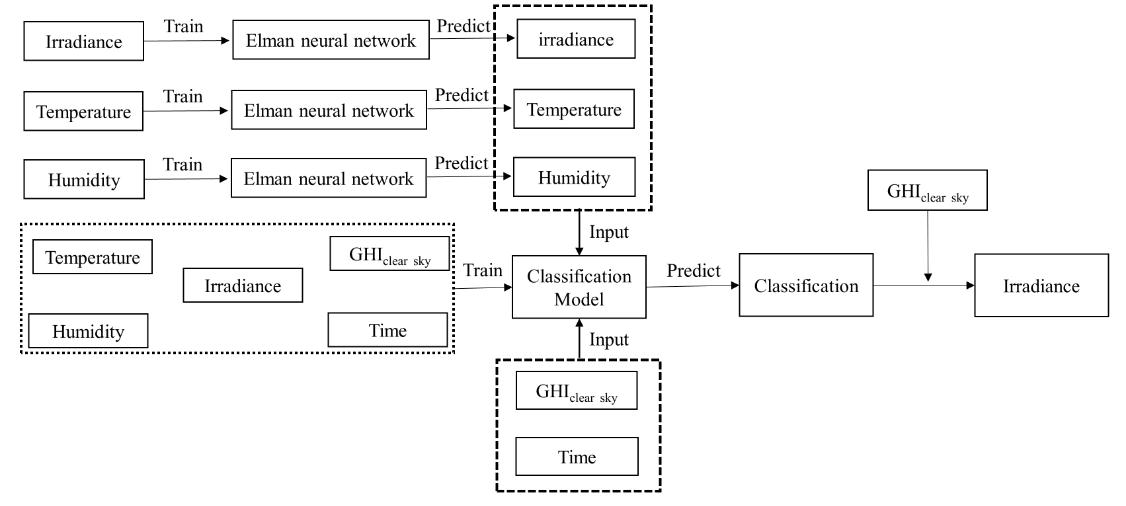 Irradiance
Train
Elman neural network
Predict
irradiance
Temperature
Train
Elman neural network
Predict
Temperature
Humidity
Train
Elman neural network
Predict
Humidity
GHIclear sky
Input
Temperature
GHIclear sky
Irradiance
Humidity
Time
Train
Classification
Model
Predict
Classification
Irradiance
Input
GHIclear sky
Time